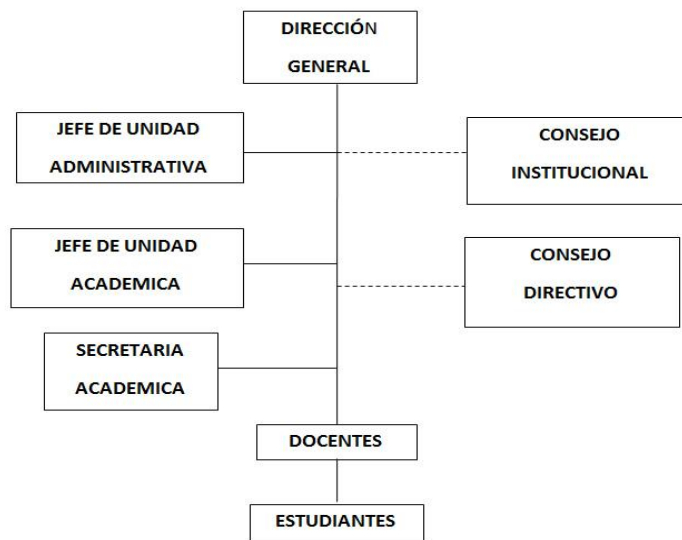 DIRECCIÓN
GENERAL
JEFE DE UNIDAD
ADMINISTRATIVA
CONSEJO
INSTITUCIONAL
JEFE DE UNIDAD
ACADEMICA
CONSEJO
DIRECTIVO
SECRETARIA
ACADEMICA
DOCENTES
ESTUDIANTES